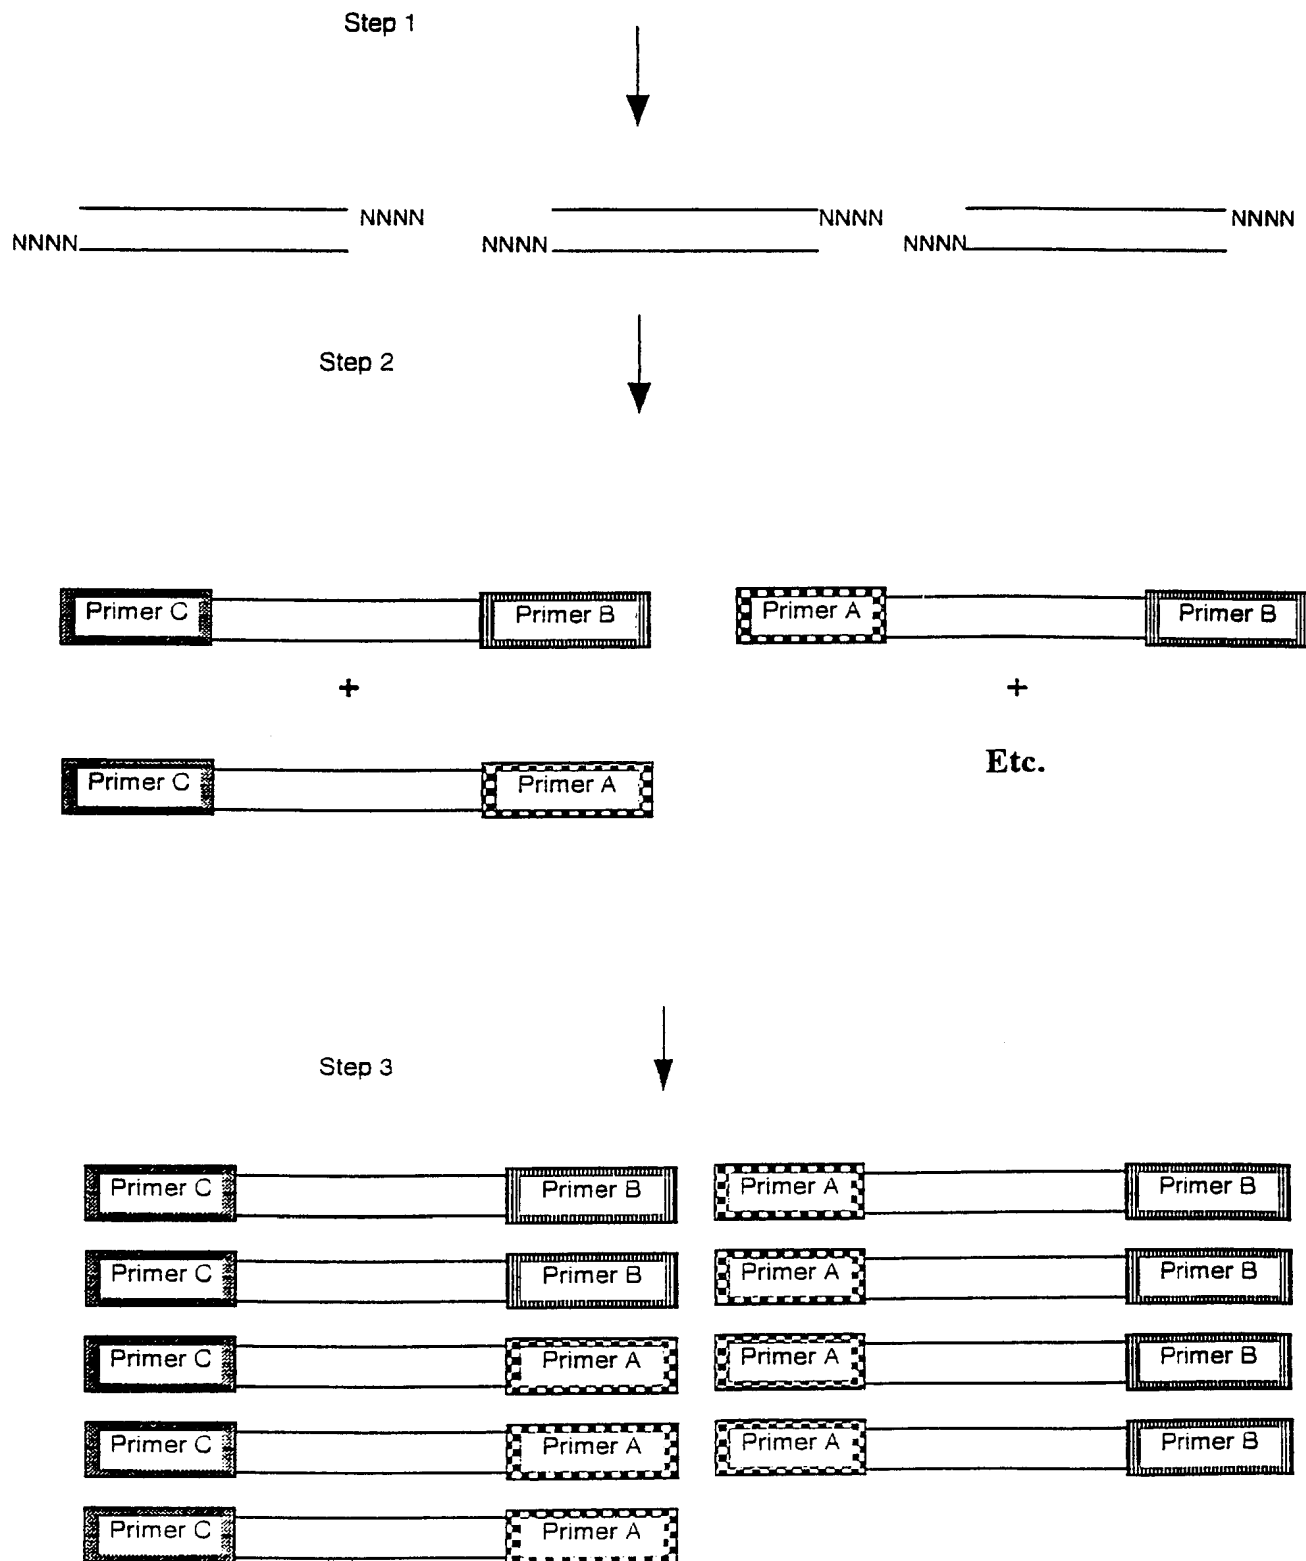 Step 1
NNNN NNNN NNNN
NNNN NNNN NNNN
Step 2
Primer C Primer B Primer A Primer B
+ +
Primer C Primer A Etc.
Step 3
Primer C Primer B Primer A Primer B
Primer C Primer B Primer A Primer B
Primer C Primer A Primer A Primer B
Primer C Primer A Primer A Primer B
Primer C Primer A